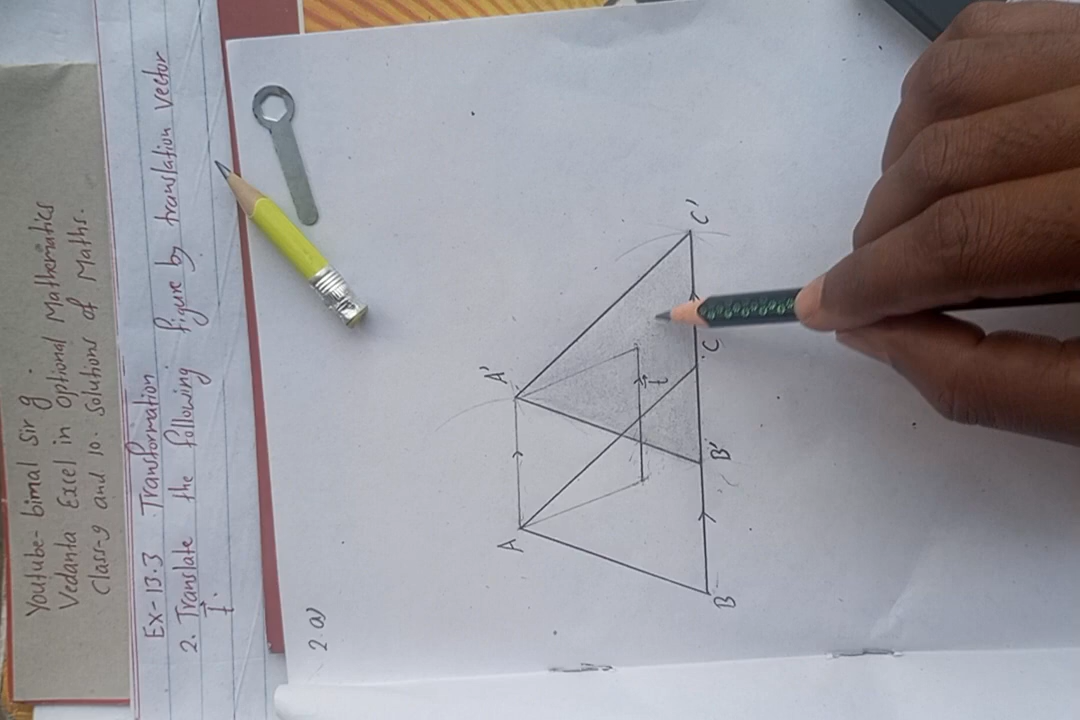 Youtube- bimal sir g
Vedanta Excel in Optional Mathematics
Class-9 and 10. Solutions of Maths.
Ex-13.3 Transformation
2. Translate the following figure by translation vector
t.
2 a)
A
A'
B
B'
C
C'
t